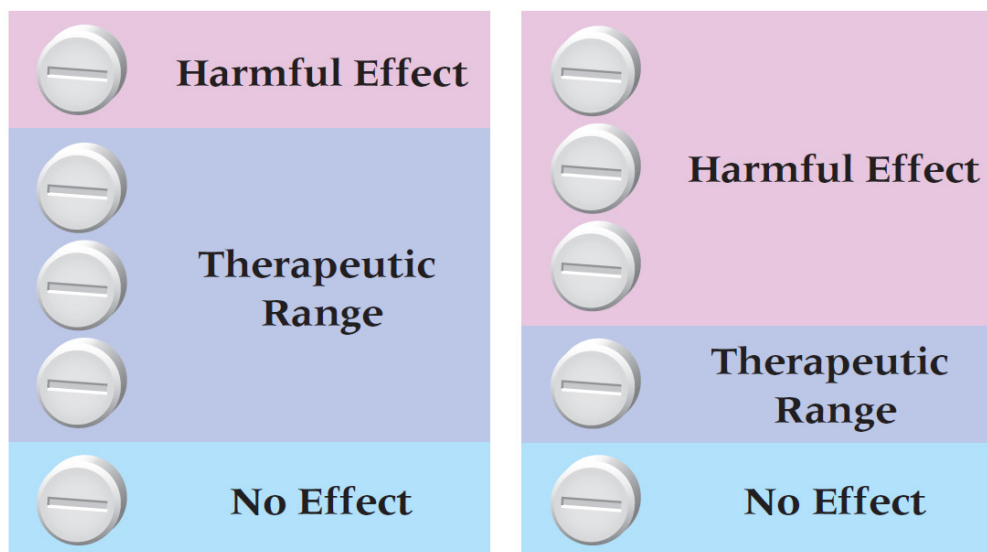 Harmful Effect
Therapeutic
Range
No Effect
Harmful Effect
Therapeutic
Range
No Effect